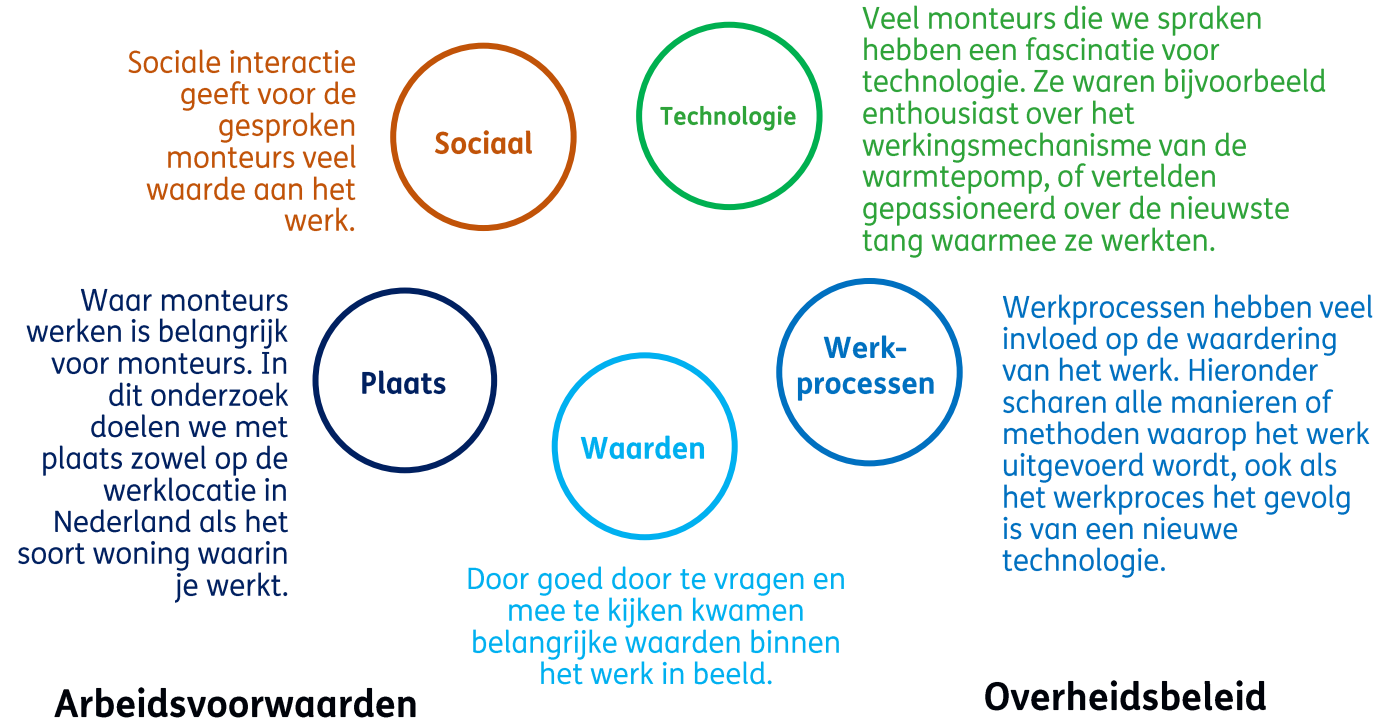 Sociale interactie
geeft voor de
gesproken
monteurs veel
waarde aan het
werk.
Sociaal
Technologie
Veel monteurs die we spraken
hebben een fascinatie voor
technologie. Ze waren bijvoorbeeld
enthousiast over het
werkingsmechanisme van de
warmtepomp, of vertelden
gepassioneerd over de nieuwste
tang waarmee ze werkten.
Waar monteurs
werken is belangrijk
voor monteurs. In
dit onderzoek
doelen we met
plaats zowel op de
werklocatie in
Nederland als het
soort woning waarin
je werkt.
Plaats
Waarden
Werk-
processen
Werkprocessen hebben veel
invloed op de waardering
van het werk. Hieronder
scharen alle manieren of
methoden waarop het werk
uitgevoerd wordt, ook als
het werkproces het gevolg
is van een nieuwe
technologie.
Door goed door te vragen en
mee te kijken kwamen
belangrijke waarden binnen
het werk in beeld.
Arbeidsvoorwaarden
Overheidsbeleid